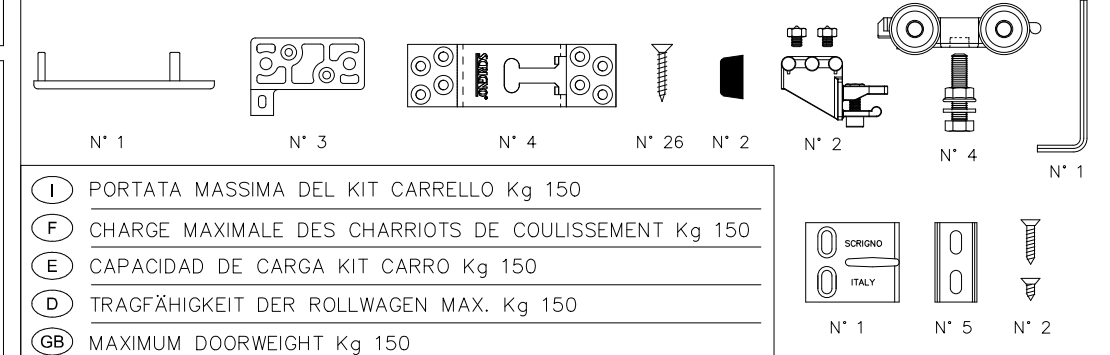 SCRIGNO
N° 1
N° 3
N° 4
N° 26
N° 2
N° 2
N° 4
N° 1
I PORTATA MASSIMA DEL KIT CARRELLO Kg 150
F CHARGE MAXIMALE DES CHARRIOTS DE COULISSEMENT Kg 150
E CAPACIDAD DE CARGA KIT CARRO Kg 150
D TRAGFÄHIGKEIT DER ROLLWAGEN MAX. Kg 150
GB MAXIMUM DOORWEIGHT Kg 150
SCRIGNO
ITALY
N° 1
N° 5
N° 2